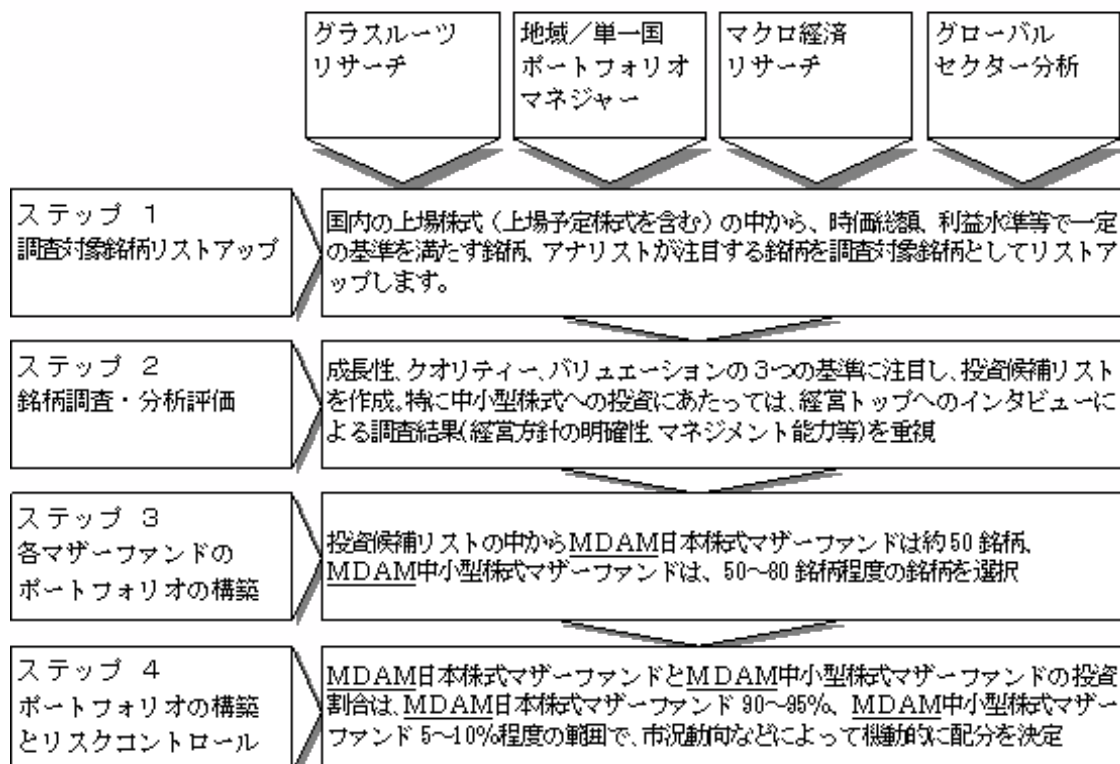 グラスルーツ
リサーチ
地域／単一国
ポートフォリオ
マネジャー
マクロ経済
リサーチ
グローバル
セクター分析
ステップ 1
調査対象銘柄リストアップ
国内の上場株式（上場予定株式を含む）の中から、時価総額、利益水準等で一定
の基準を満たす銘柄、アナリストが注目する銘柄を調査対象銘柄としてリストア
ップします。
ステップ 2
銘柄調査・分析評価
成長性、クオリティー、バリュエーションの３つの基準に注目し、投資候補リスト
を作成。特に中小型株式への投資にあたっては、経営トップへのインタビューに
よる調査結果(経営方針の明確性、マネジメント能力等)を重視
ステップ 3
各マザーファンドの
ポートフォリオの構築
投資候補リストの中からＭＤＡＭ日本株式マザーファンドは約50 銘柄、
ＭＤＡＭ中小型株式マザーファンドは、50～80 銘柄程度の銘柄を選択
ステップ 4
ポートフォリオの構築
とリスクコントロール
ＭＤＡＭ日本株式マザーファンドとＭＤＡＭ中小型株式マザーファンドの投資
割合は、ＭＤＡＭ日本株式マザーファンド 90～95%、ＭＤＡＭ中小型株式マザー
ファンド 5～10%程度の範囲で、市況動向などによって機動的に配分を決定